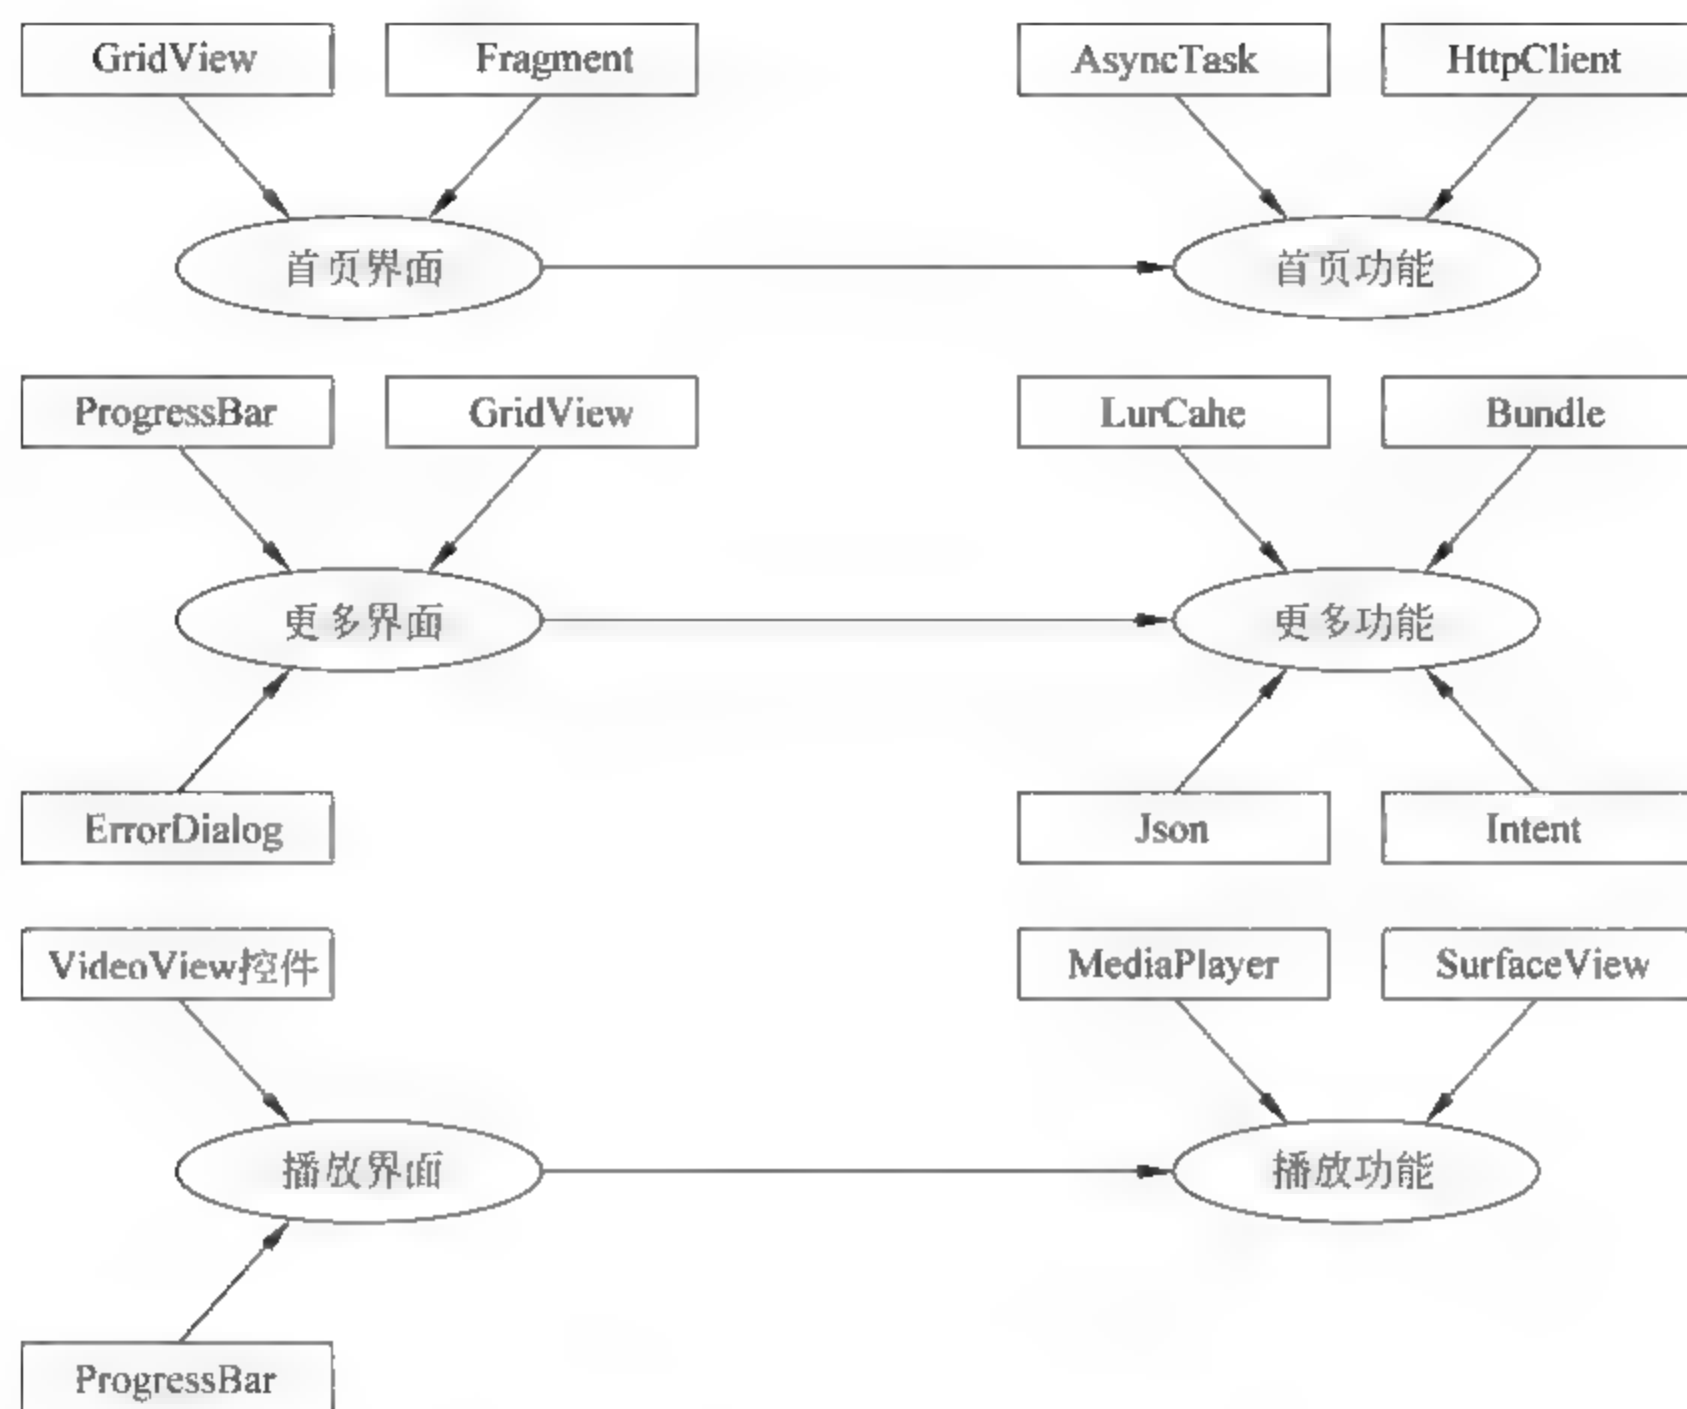 GridView
Fragment
AsyncTask
HttpClient
首页界面
首页功能
ProgressBar
GridView
LurCahe
Bundle
更多界面
更多功能
ErrorDialog
Json
Intent
VideoView控件
MediaPlayer
SurfaceView
播放界面
播放功能
ProgressBar